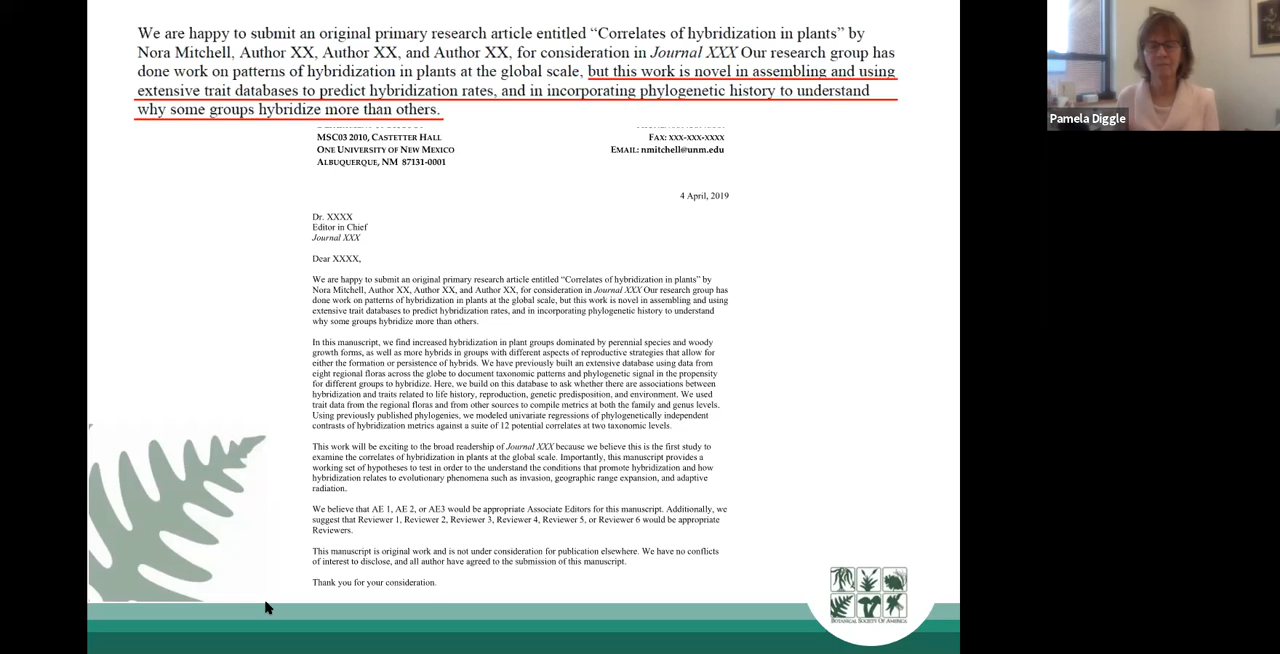 We are happy to submit an original primary research article entitled “Correlates of hybridization in plants” by
Nora Mitchell, Author XX, Author XX, and Author XX, for consideration in Journal XXX Our research group has
done work on patterns of hybridization in plants at the global scale, but this work is novel in assembling and using
extensive trait databases to predict hybridization rates, and in incorporating phylogenetic history to understand
why some groups hybridize more than others.
Pamela Diggle
MSC03 2010, CASTETTER HALL
ONE UNIVERSITY OF NEW MEXICO
ALBUQUERQUE, NM 87131-0001
FAX: XXX-XXX-XXXX
EMAIL: nmitchell@unm.edu
4 April, 2019
Dr. XXXX
Editor in Chief
Journal XXX
Dear XXXX,
We are happy to submit an original primary research article entitled “Correlates of hybridization in plants” by
Nora Mitchell, Author XX, Author XX, and Author XX, for consideration in Journal XXX Our research group has
done work on patterns of hybridization in plants at the global scale, but this work is novel in assembling and using
extensive trait databases to predict hybridization rates, and in incorporating phylogenetic history to understand
why some groups hybridize more than others.
In this manuscript, we find increased hybridization in plant groups dominated by perennial species and woody
growth forms, as well as more hybrids in groups with different aspects of reproductive strategies that allow for
either the formation or persistence of hybrids. We have previously built an extensive database using data from
eight regional floras across the globe to document taxonomic patterns and phylogenetic signal in the propensity
for different groups to hybridize. Here, we build on this database to ask whether there are associations between
hybridization and traits related to life history, reproduction, genetic predisposition, and environment. We used
trait data from the regional floras and from other sources to compile metrics at both the family and genus levels.
Using previously published phylogenies, we modeled univariate regressions of phylogenetically independent
contrasts of hybridization metrics against a suite of 12 potential correlates at two taxonomic levels.
This work will be exciting to the broad readership of Journal XXX because we believe this is the first study to
examine the correlates of hybridization in plants at the global scale. Importantly, this manuscript provides a
working set of hypotheses to test in order to the understand the conditions that promote hybridization and how
hybridization relates to evolutionary phenomena such as invasion, geographic range expansion, and adaptive
radiation.
We believe that AE 1, AE 2, or AE3 would be appropriate Associate Editors for this manuscript. Additionally, we
suggest that Reviewer 1, Reviewer 2, Reviewer 3, Reviewer 4, Reviewer 5, or Reviewer 6 would be appropriate
Reviewers.
This manuscript is original work and is not under consideration for publication elsewhere. We have no conflicts
of interest to disclose, and all author have agreed to the submission of this manuscript.
Thank you for your consideration.
BOTANICAL SOCIETY OF AMERICA